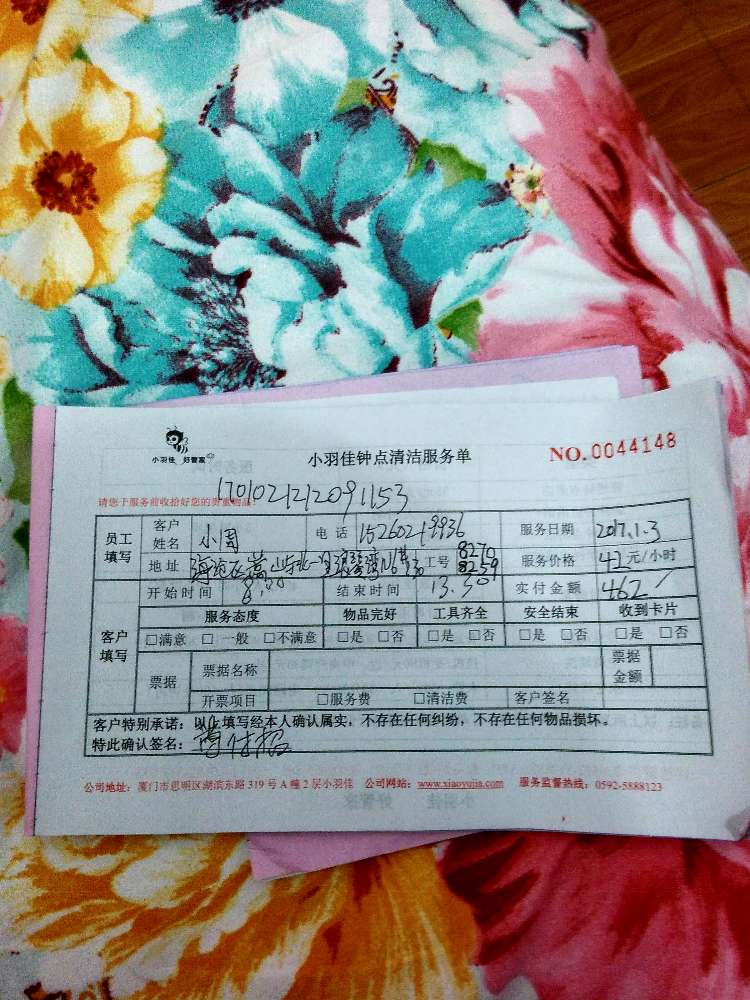 小羽佳 好管家
小羽佳钟点清洁服务单 NO.0044148
1701021212091153
请您于服务前收拾好您的贵重物品！
员工填写 客户姓名 小周 电话 15260219936 服务日期 2017.1.3
地址 工号 8270 8259 服务价格 42元/小时
开始时间 8:00 结束时间 13.30 实付金额 462
客户填写 服务态度 物品完好 工具齐全 安全结束 收到卡片
□满意 □一般 □不满意 □是 □否 □是 □否 □是 □否 □是 □否
票据 票据名称 票据金额
开票项目 □服务费 □清洁费 客户签名
客户特别承诺：以上填写经本人确认属实，不存在任何纠纷，不存在任何物品损坏。
特此确认签名：
公司地址：厦门市思明区湖滨东路319号A幢2层小羽佳 公司网站：www.xiaoyujia.com 服务监督热线：0592-5888123